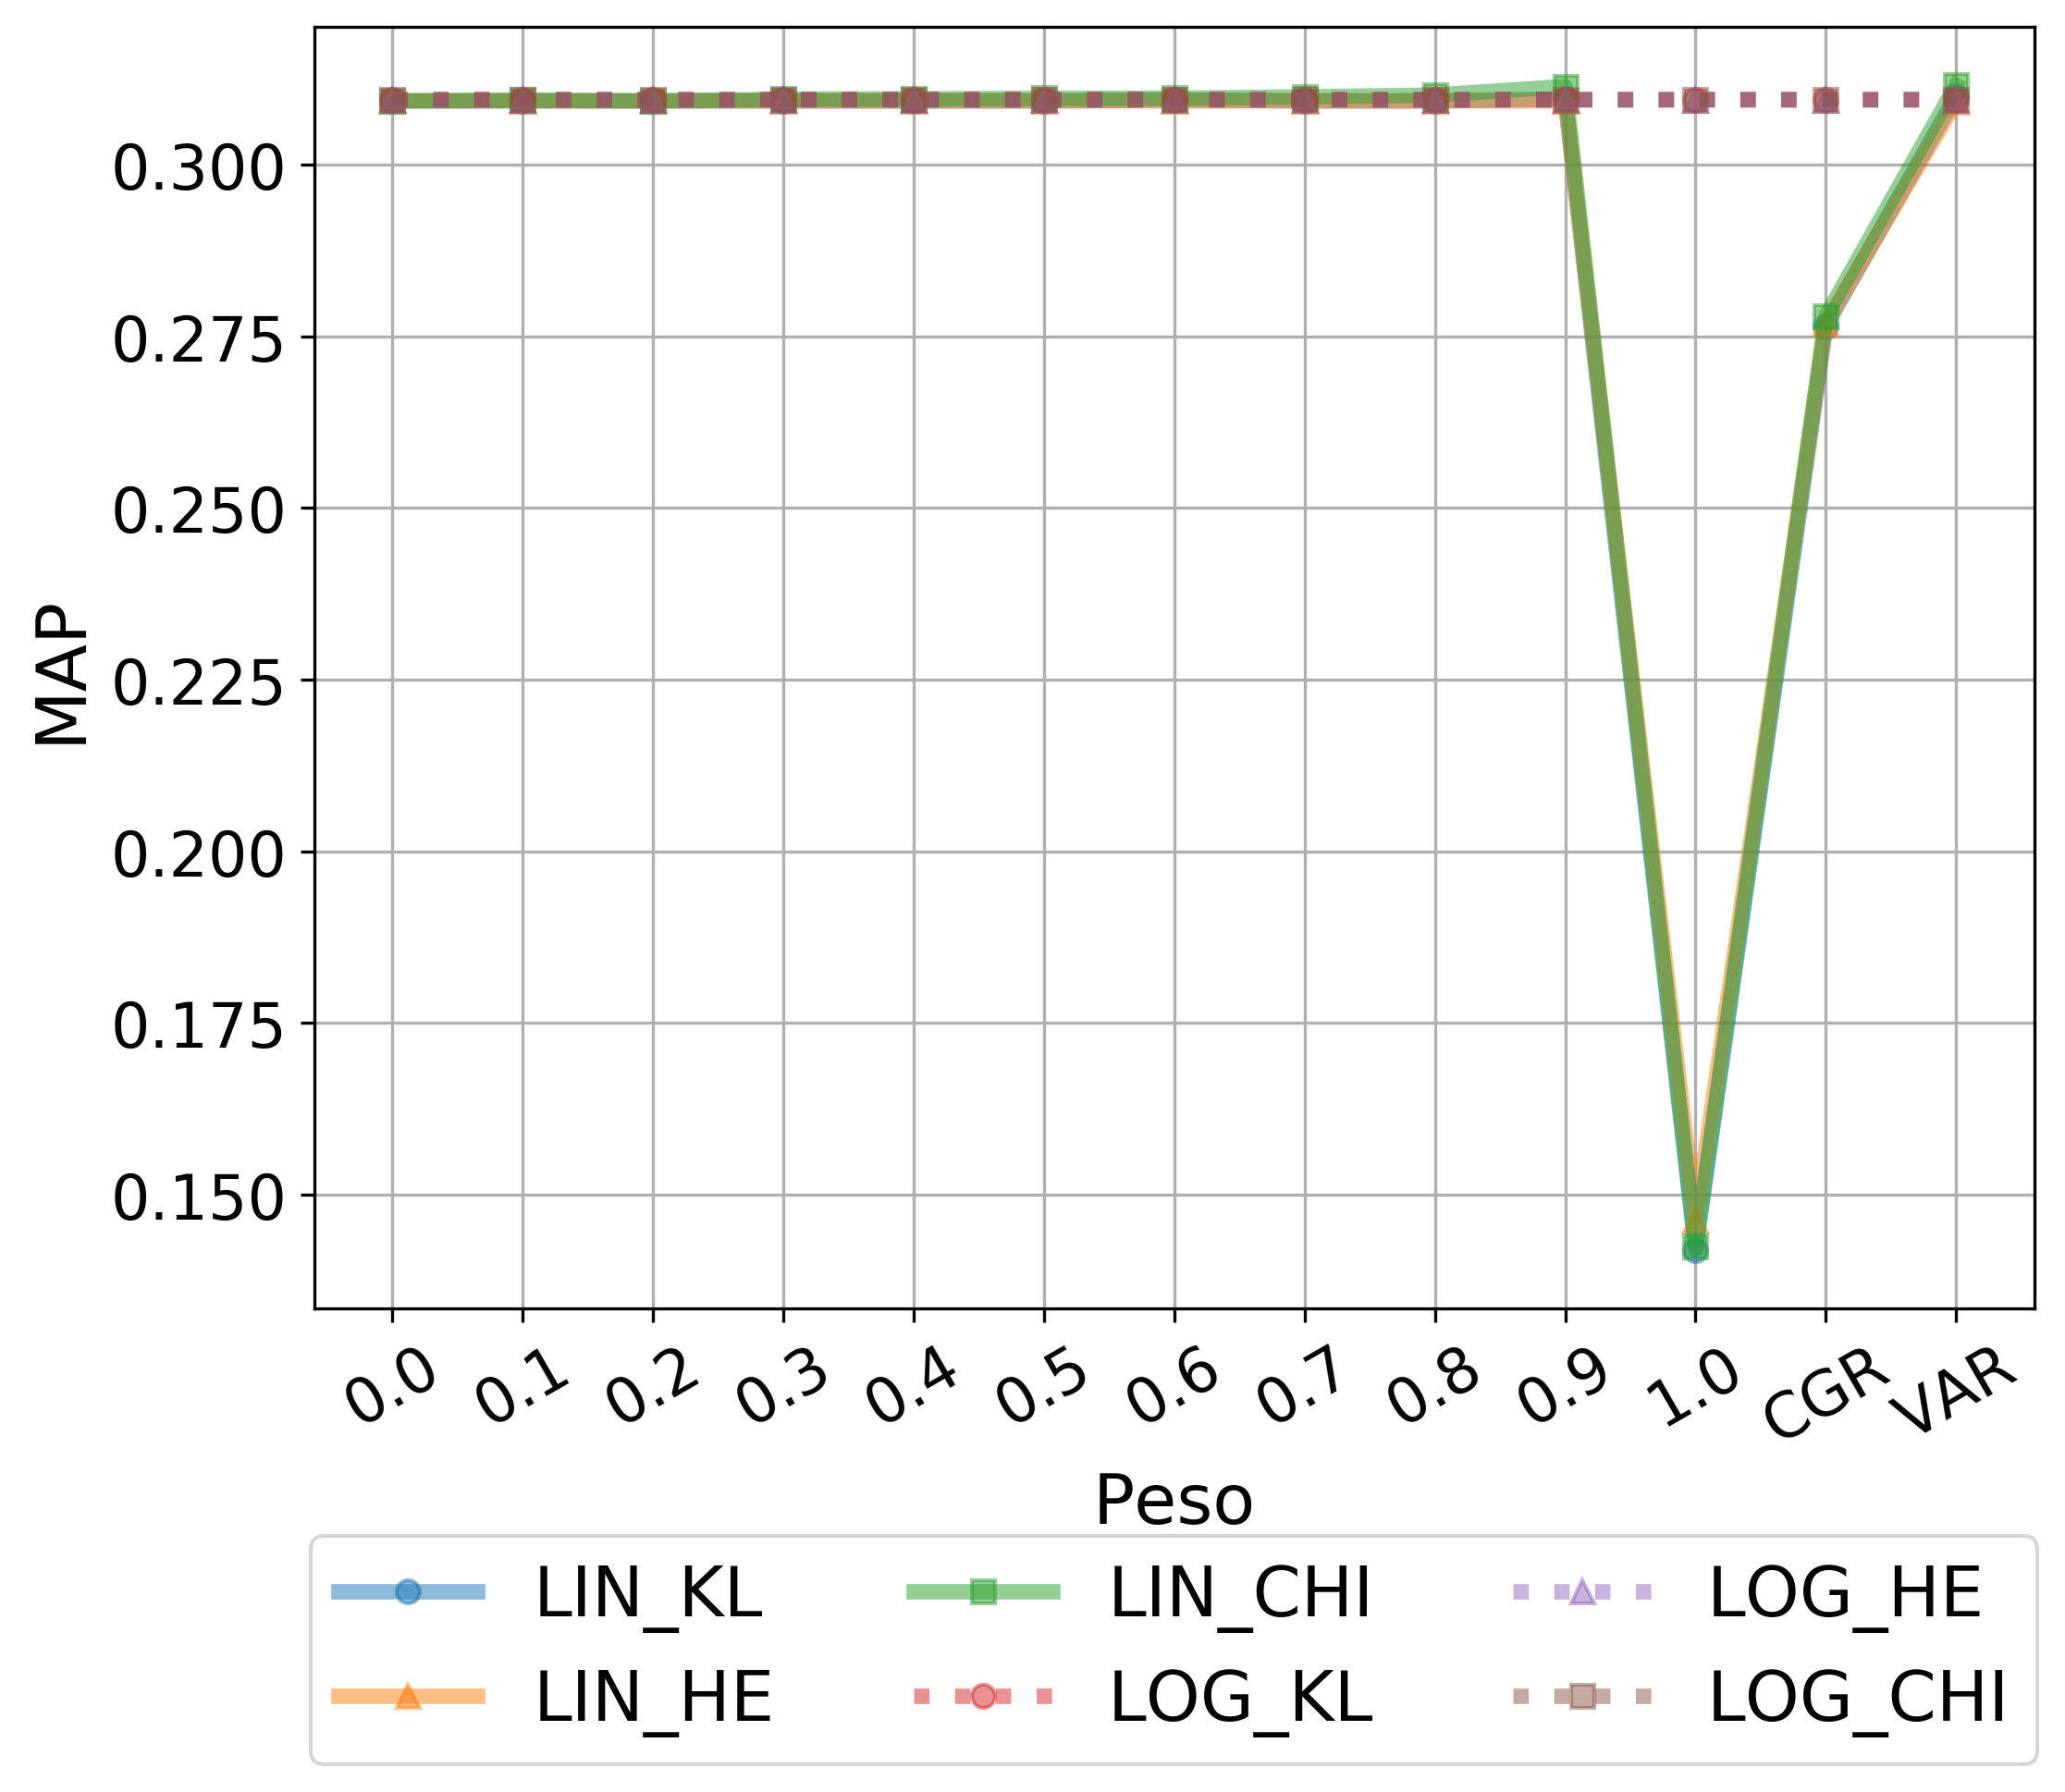 0.300
0.275
0.250
0.225
0.200
0.175
0.150
MAP
0.0 0.1 0.2 0.3 0.4 0.5 0.6 0.7 0.8 0.9 1.0 CGR VAR
Peso
LIN_KL LIN_CHI LOG_HE
LIN_HE LOG_KL LOG_CHI